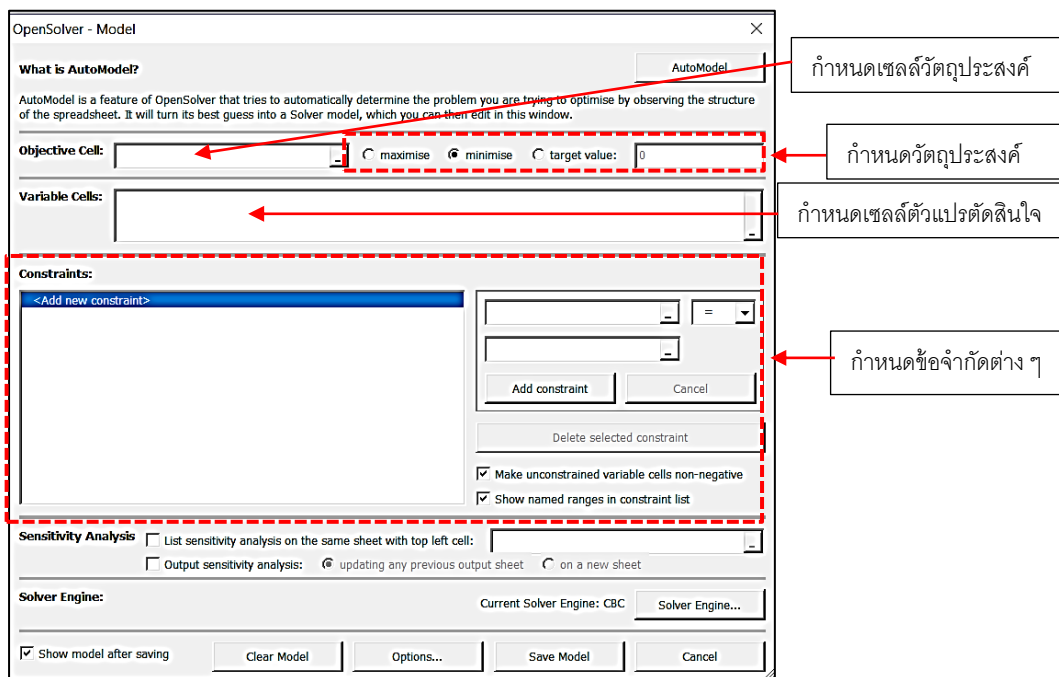 OpenSolver - Model
What is AutoModel?
AutoModel
AutoModel is a feature of OpenSolver that tries to automatically determine the problem you are trying to optimise by observing the structure
of the spreadsheet. It will turn its best guess into a Solver model, which you can then edit in this window.
กำหนดเซลล์วัตถุประสงค์
Objective Cell:
_
maximise
minimise
target value:
0
กำหนดวัตถุประสงค์
Variable Cells:
_
กำหนดเซลล์ตัวแปรตัดสินใจ
Constraints:
<Add new constraint>
_
=
_
Add constraint
Cancel
กำหนดข้อจำกัดต่าง ๆ
Delete selected constraint
Make unconstrained variable cells non-negative
Show named ranges in constraint list
Sensitivity Analysis
List sensitivity analysis on the same sheet with top left cell:
_
Output sensitivity analysis:
updating any previous output sheet
on a new sheet
Solver Engine:
Current Solver Engine: CBC
Solver Engine...
Show model after saving
Clear Model
Options...
Save Model
Cancel